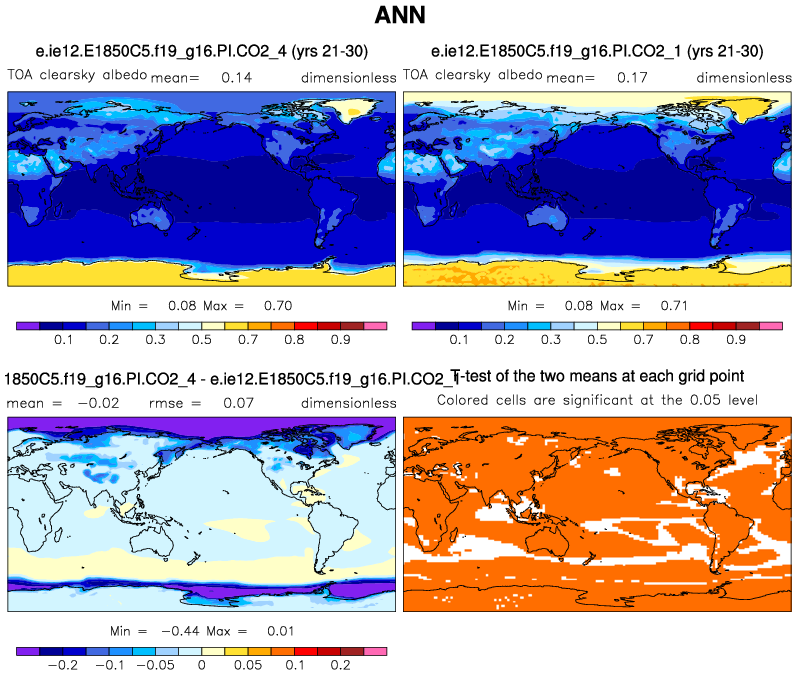 ANN
e.ie12.E1850C5.f19_g16.PI.CO2_4 (yrs 21-30)
TOA clearsky albedo mean= 0.14 dimensionless
Min = 0.08 Max = 0.70
0.1 0.2 0.3 0.5 0.7 0.8 0.9
e.ie12.E1850C5.f19_g16.PI.CO2_1 (yrs 21-30)
TOA clearsky albedo mean= 0.17 dimensionless
Min = 0.08 Max = 0.71
0.1 0.2 0.3 0.5 0.7 0.8 0.9
1850C5.f19_g16.PI.CO2_4 - e.ie12.E1850C5.f19_g16.PI.CO2_1
mean = -0.02 rmse = 0.07 dimensionless
Min = -0.44 Max = 0.01
-0.2 -0.1 -0.05 0 0.05 0.1 0.2
T-test of the two means at each grid point
Colored cells are significant at the 0.05 level